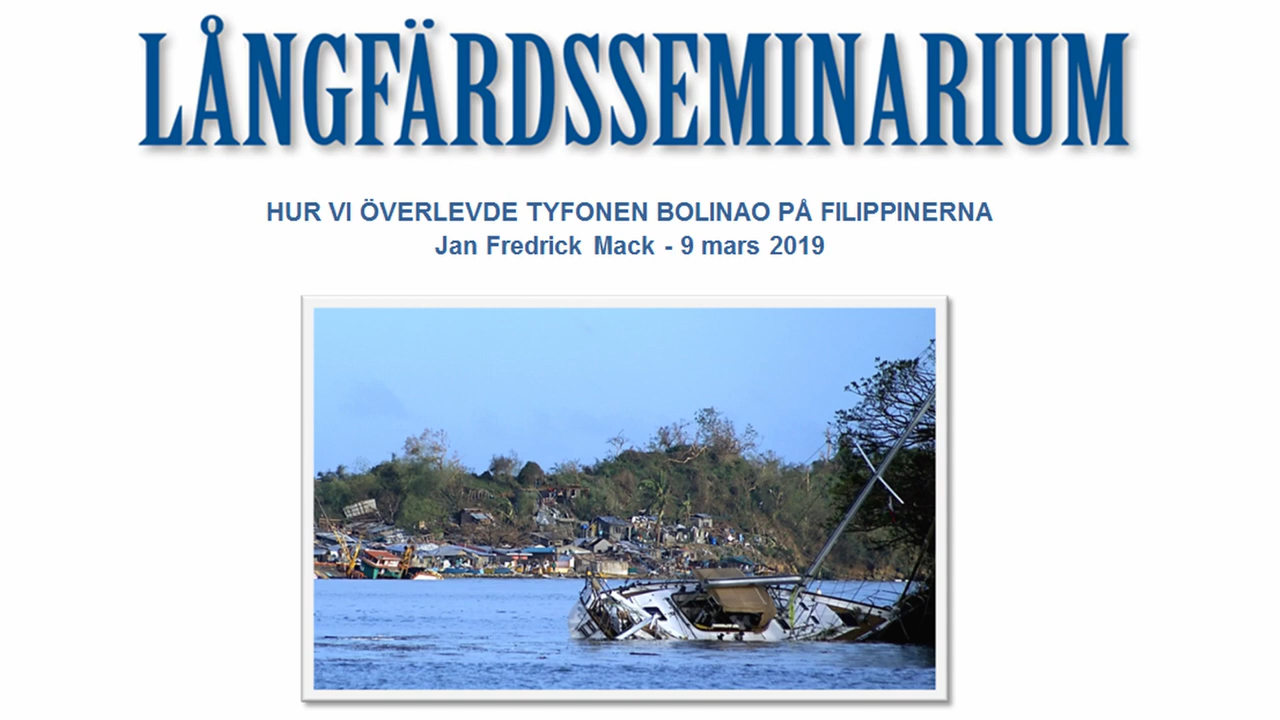 LÅNGFÄRDSSEMINARIUM
HUR VI ÖVERLEVDE TYFONEN BOLINAO PÅ FILIPPINERNA
Jan Fredrick Mack - 9 mars 2019